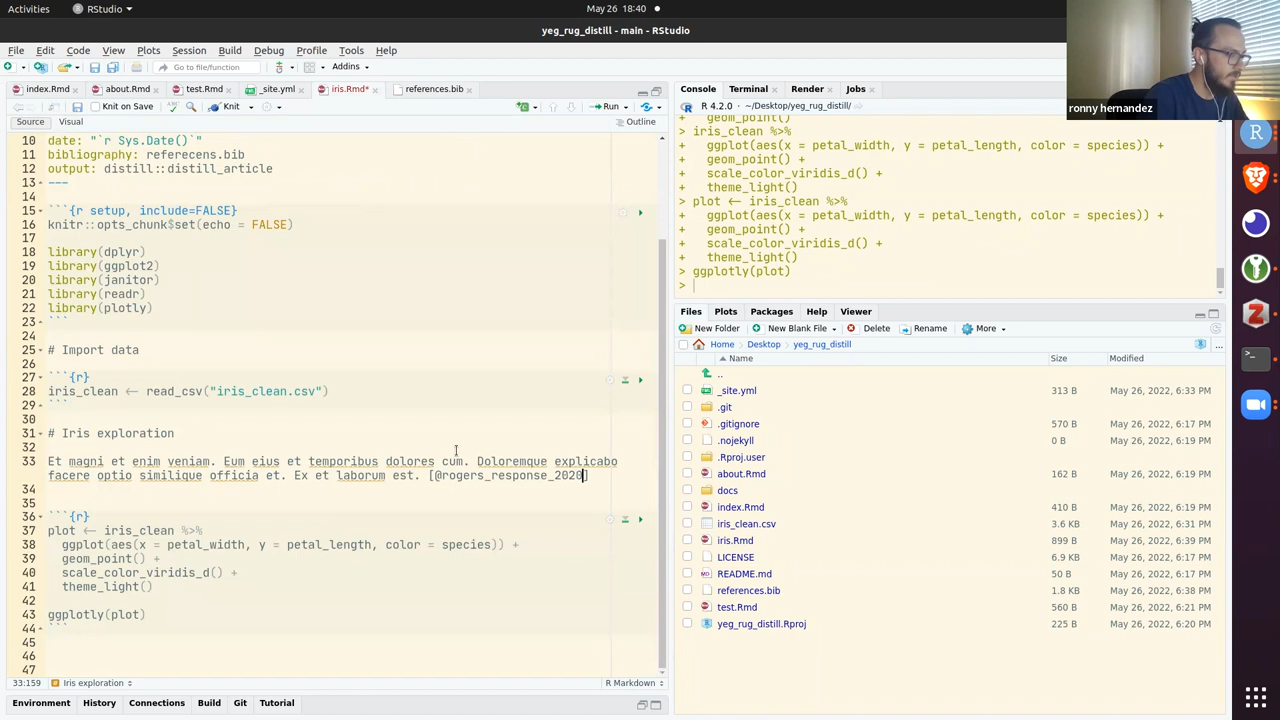 Activities
RStudio
May 26 18:40
yeg_rug_distill - main - RStudio
File Edit Code View Plots Session Build Debug Profile Tools Help
Go to file/function
Addins
index.Rmd
about.Rmd
test.Rmd
_site.yml
iris.Rmd*
references.bib
Knit on Save
Knit
Run
Source Visual
Outline
10 date: "`r Sys.Date()`"
11 bibliography: referecens.bib
12 output: distill::distill_article
13 ---
14
15 ```{r setup, include=FALSE}
16 knitr::opts_chunk$set(echo = FALSE)
17
18 library(dplyr)
19 library(ggplot2)
20 library(janitor)
21 library(readr)
22 library(plotly)
23 ```
24
25 # Import data
26
27 ```{r}
28 iris_clean <- read_csv("iris_clean.csv")
29 ```
30
31 # Iris exploration
32
33 Et magni et enim veniam. Eum eius et temporibus dolores cum. Doloremque explicabo
facere optio similique officia et. Ex et laborum est. [@rogers_response_2020]
34
35
36 ```{r}
37 plot <- iris_clean %>%
38 ggplot(aes(x = petal_width, y = petal_length, color = species)) +
39 geom_point() +
40 scale_color_viridis_d() +
41 theme_light()
42
43 ggplotly(plot)
44 ```
45
46
47
33:159
Iris exploration
R Markdown
Environment History Connections Build Git Tutorial
Console Terminal Render Jobs
R 4.2.0 · ~/Desktop/yeg_rug_distill/
+ geom_point()
> iris_clean %>%
+ ggplot(aes(x = petal_width, y = petal_length, color = species)) +
+ geom_point() +
+ scale_color_viridis_d() +
+ theme_light()
> plot <- iris_clean %>%
+ ggplot(aes(x = petal_width, y = petal_length, color = species)) +
+ geom_point() +
+ scale_color_viridis_d() +
+ theme_light()
> ggplotly(plot)
>
Files Plots Packages Help Viewer
New Folder New Blank File Delete Rename More
Home Desktop yeg_rug_distill
...
Name Size Modified
..
_site.yml 313 B May 26, 2022, 6:33 PM
.git
.gitignore 570 B May 26, 2022, 6:17 PM
.nojekyll 0 B May 26, 2022, 6:19 PM
.Rproj.user
about.Rmd 162 B May 26, 2022, 6:19 PM
docs
index.Rmd 410 B May 26, 2022, 6:19 PM
iris_clean.csv 3.6 KB May 26, 2022, 6:31 PM
iris.Rmd 899 B May 26, 2022, 6:39 PM
LICENSE 6.9 KB May 26, 2022, 6:17 PM
README.md 50 B May 26, 2022, 6:17 PM
references.bib 1.8 KB May 26, 2022, 6:38 PM
test.Rmd 560 B May 26, 2022, 6:21 PM
yeg_rug_distill.Rproj 225 B May 26, 2022, 6:20 PM
ronny hernandez